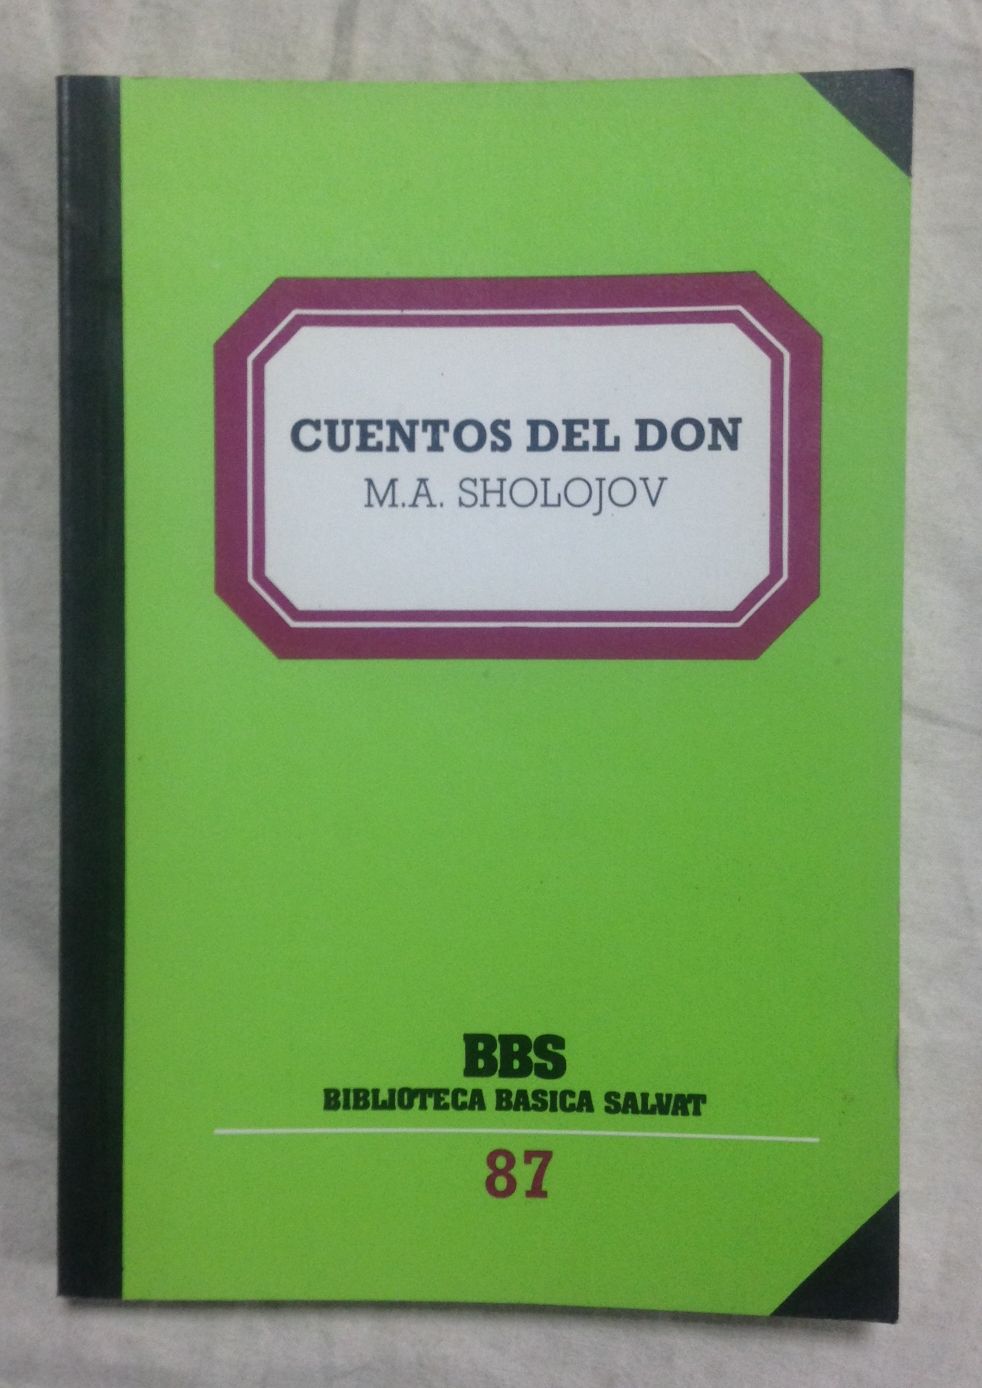 CUENTOS DEL DON
M.A. SHOLOJOV
BBS
BIBLIOTECA BASICA SALVAT
87